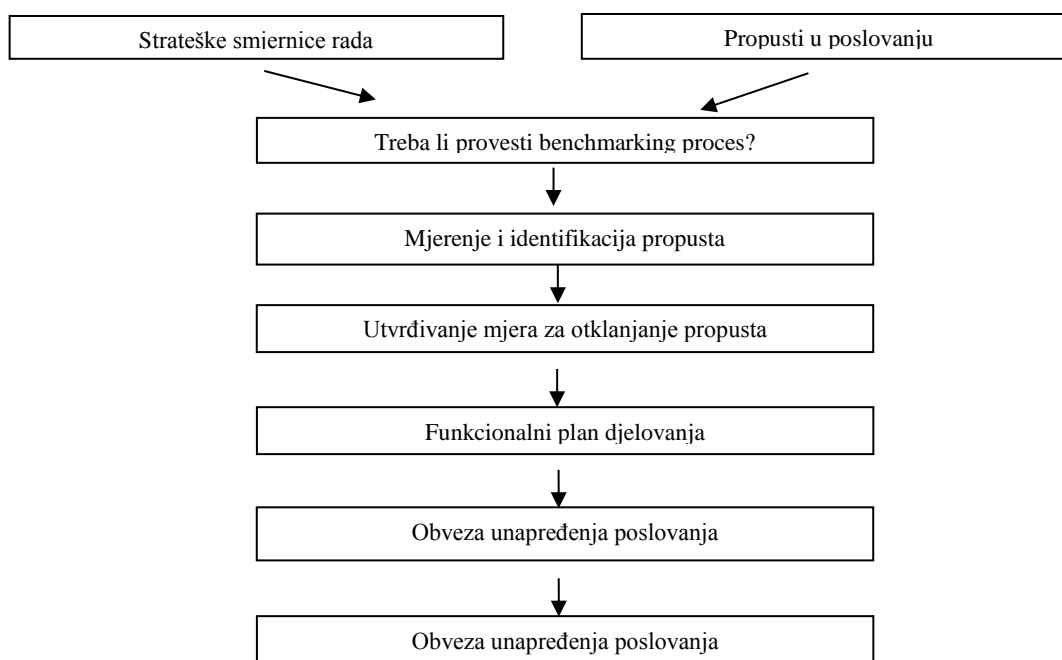 Strateške smjernice rada
Propusti u poslovanju
Treba li provesti benchmarking proces?
Mjerenje i identifikacija propusta
Utvrđivanje mjera za otklanjanje propusta
Funkcionalni plan djelovanja
Obveza unapređenja poslovanja
Obveza unapređenja poslovanja